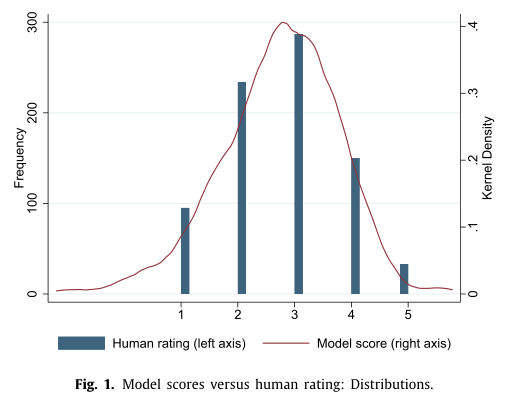 300
200
100
0
Frequency
.4
.3
.2
.1
0
Kernel Density
1 2 3 4 5
Human rating (left axis) Model score (right axis)
Fig. 1. Model scores versus human rating: Distributions.